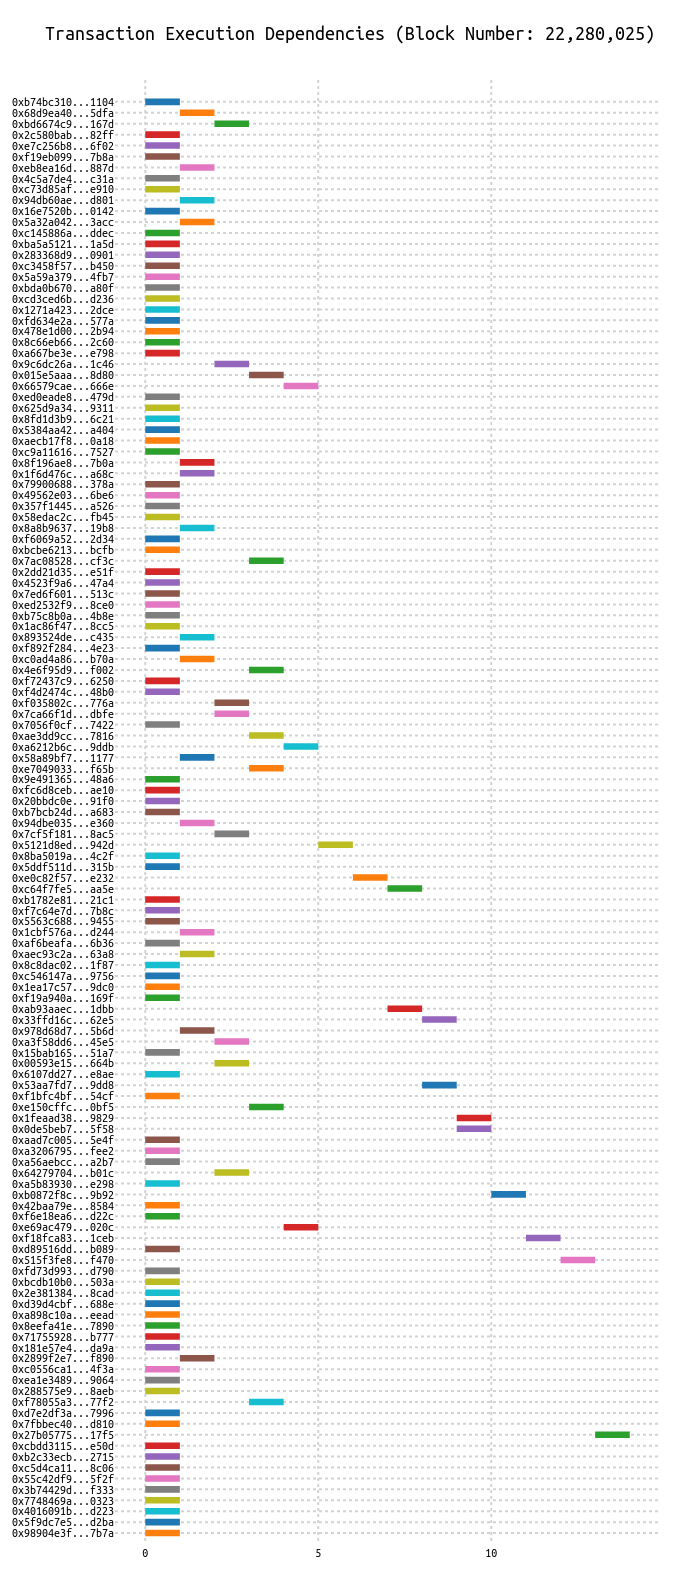 Transaction Execution Dependencies (Block Number: 22,280,025)
0xb74bc310...1104
0x68d9ea40...5dfa
0xbd6674c9...167d
0x2c580bab...82ff
0xe7c256b8...6f02
0xf19eb099...7b8a
0xeb8ea16d...887d
0x4c5a7de4...c31a
0xc73d85af...e910
0x94db60ae...d801
0x16e7520b...0142
0x5a32a042...3acc
0xc145886a...ddec
0xba5a5121...1a5d
0x283368d9...0901
0xc3458f57...b450
0x5a59a379...4fb7
0xbda0b670...a80f
0xcd3ced6b...d236
0x1271a423...2dce
0xfd634e2a...577a
0x478e1d00...2b94
0x8c66eb66...2c60
0xa667be3e...e798
0x9c6dc26a...1c46
0x015e5aaa...8d80
0x66579cae...666e
0xed0eade8...479d
0x625d9a34...9311
0x8fd1d3b9...6c21
0x5384aa42...a404
0xaecb17f8...0a18
0xc9a11616...7527
0x8f196ae8...7b0a
0x1f6d476c...a68c
0x79900688...378a
0x49562e03...6be6
0x357f1445...a526
0x58edac2c...fb45
0x8a8b9637...19b8
0xf6069a52...2d34
0xbcbe6213...bcfb
0x7ac08528...cf3c
0x2dd21d35...e51f
0x4523f9a6...47a4
0x7ed6f601...513c
0xed2532f9...8ce0
0xb75c8b0a...4b8e
0x1ac86f47...8cc5
0x893524de...c435
0xf892f284...4e23
0xc0ad4a86...b70a
0x4e6f95d9...f002
0xf72437c9...6250
0xf4d2474c...48b0
0xf035802c...776a
0x7ca66f1d...dbfe
0x7056f0cf...7422
0xae3dd9cc...7816
0xa6212b6c...9ddb
0x58a89bf7...1177
0xe7049033...f65b
0x9e491365...48a6
0xfc6d8ceb...ae10
0x20bbdc0e...91f0
0xb7bcb24d...a683
0x94dbe035...e360
0x7cf5f181...8ac5
0x5121d8ed...942d
0x8ba5019a...4c2f
0x5ddf511d...315b
0xe0c82f57...e232
0xc64f7fe5...aa5e
0xb1782e81...21c1
0xf7c64e7d...7b8c
0x5563c688...9455
0x1cbf576a...d244
0xaf6beafa...6b36
0xaec93c2a...63a8
0x8c8dac02...1f87
0xc546147a...9756
0x1ea17c57...9dc0
0xf19a940a...169f
0xab93aaec...1dbb
0x33ffd16c...62e5
0x978d68d7...5b6d
0xa3f58dd6...45e5
0x15bab165...51a7
0x00593e15...664b
0x6107dd27...e8ae
0x53aa7fd7...9dd8
0xf1bfc4bf...54cf
0xe150cffc...0bf5
0x1feaad38...9829
0x0de5beb7...5f58
0xaad7c005...5e4f
0xa3206795...fee2
0xa56aebcc...a2b7
0x64279704...b01c
0xa5b83930...e298
0xb0872f8c...9b92
0x42baa79e...8584
0xf6e18ea6...d22c
0xe69ac479...020c
0xf18fca83...1ceb
0xd89516dd...b089
0x515f3fe8...f470
0xfd73d993...d790
0xbcdb10b0...503a
0x2e381384...8cad
0xd39d4cbf...688e
0xa898c10a...eead
0x8eefa41e...7890
0x71755928...b777
0x181e57e4...da9a
0x2899f2e7...f890
0xc0556ca1...4f3a
0xea1e3489...9064
0x288575e9...8aeb
0xf78055a3...77f2
0xd7e2df3a...7996
0x7fbbec40...d810
0x27b05775...17f5
0xcbdd3115...e50d
0xb2c33ecb...2715
0xc5d4ca11...8c06
0x55c42df9...5f2f
0x3b74429d...f333
0x7748469a...0323
0x4016091b...d223
0x5f9dc7e5...d2ba
0x98904e3f...7b7a
0 5 10